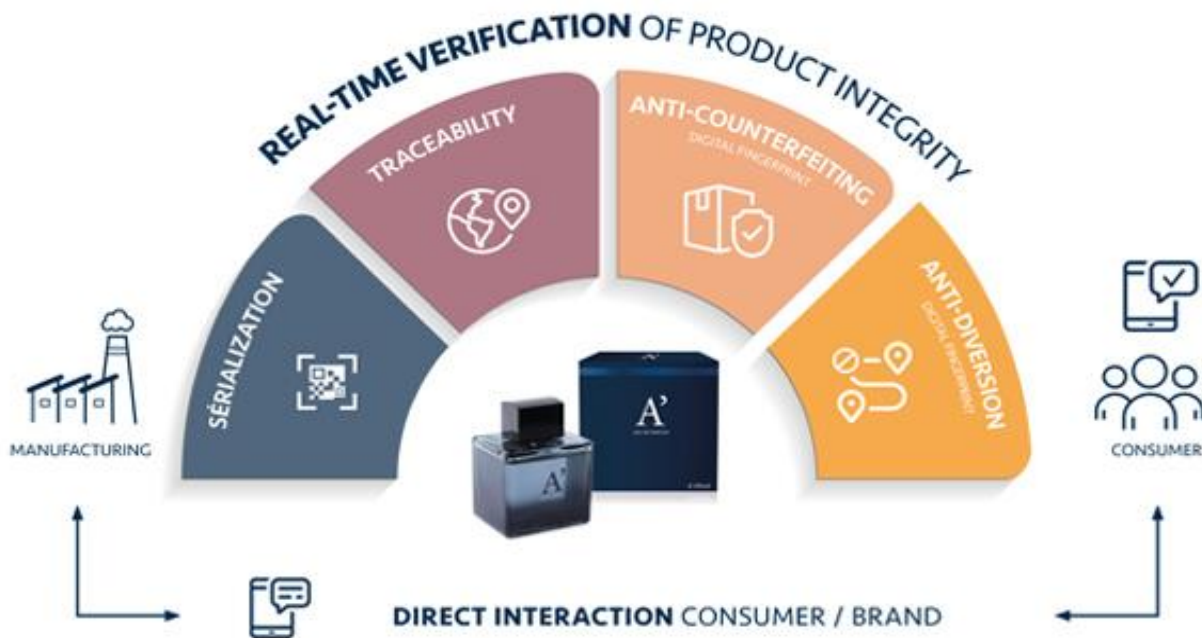 REAL-TIME VERIFICATION OF PRODUCT INTEGRITY
SÉRIALIZATION
TRACEABILITY
ANTI-COUNTERFEITING
DIGITAL FINGERPRINT
ANTI-DIVERSION
DIGITAL FINGERPRINT
MANUFACTURING
A'
A'
CONSUMER
DIRECT INTERACTION CONSUMER / BRAND